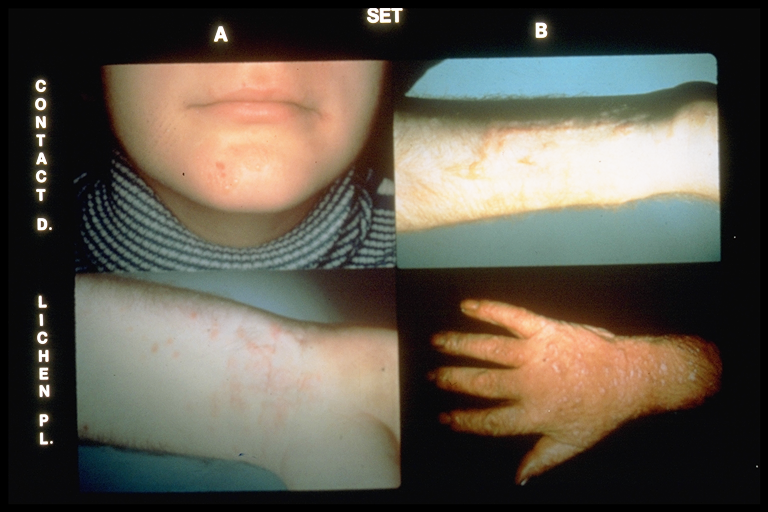 SET
A
B
CONTACT D.
LICHEN PL.